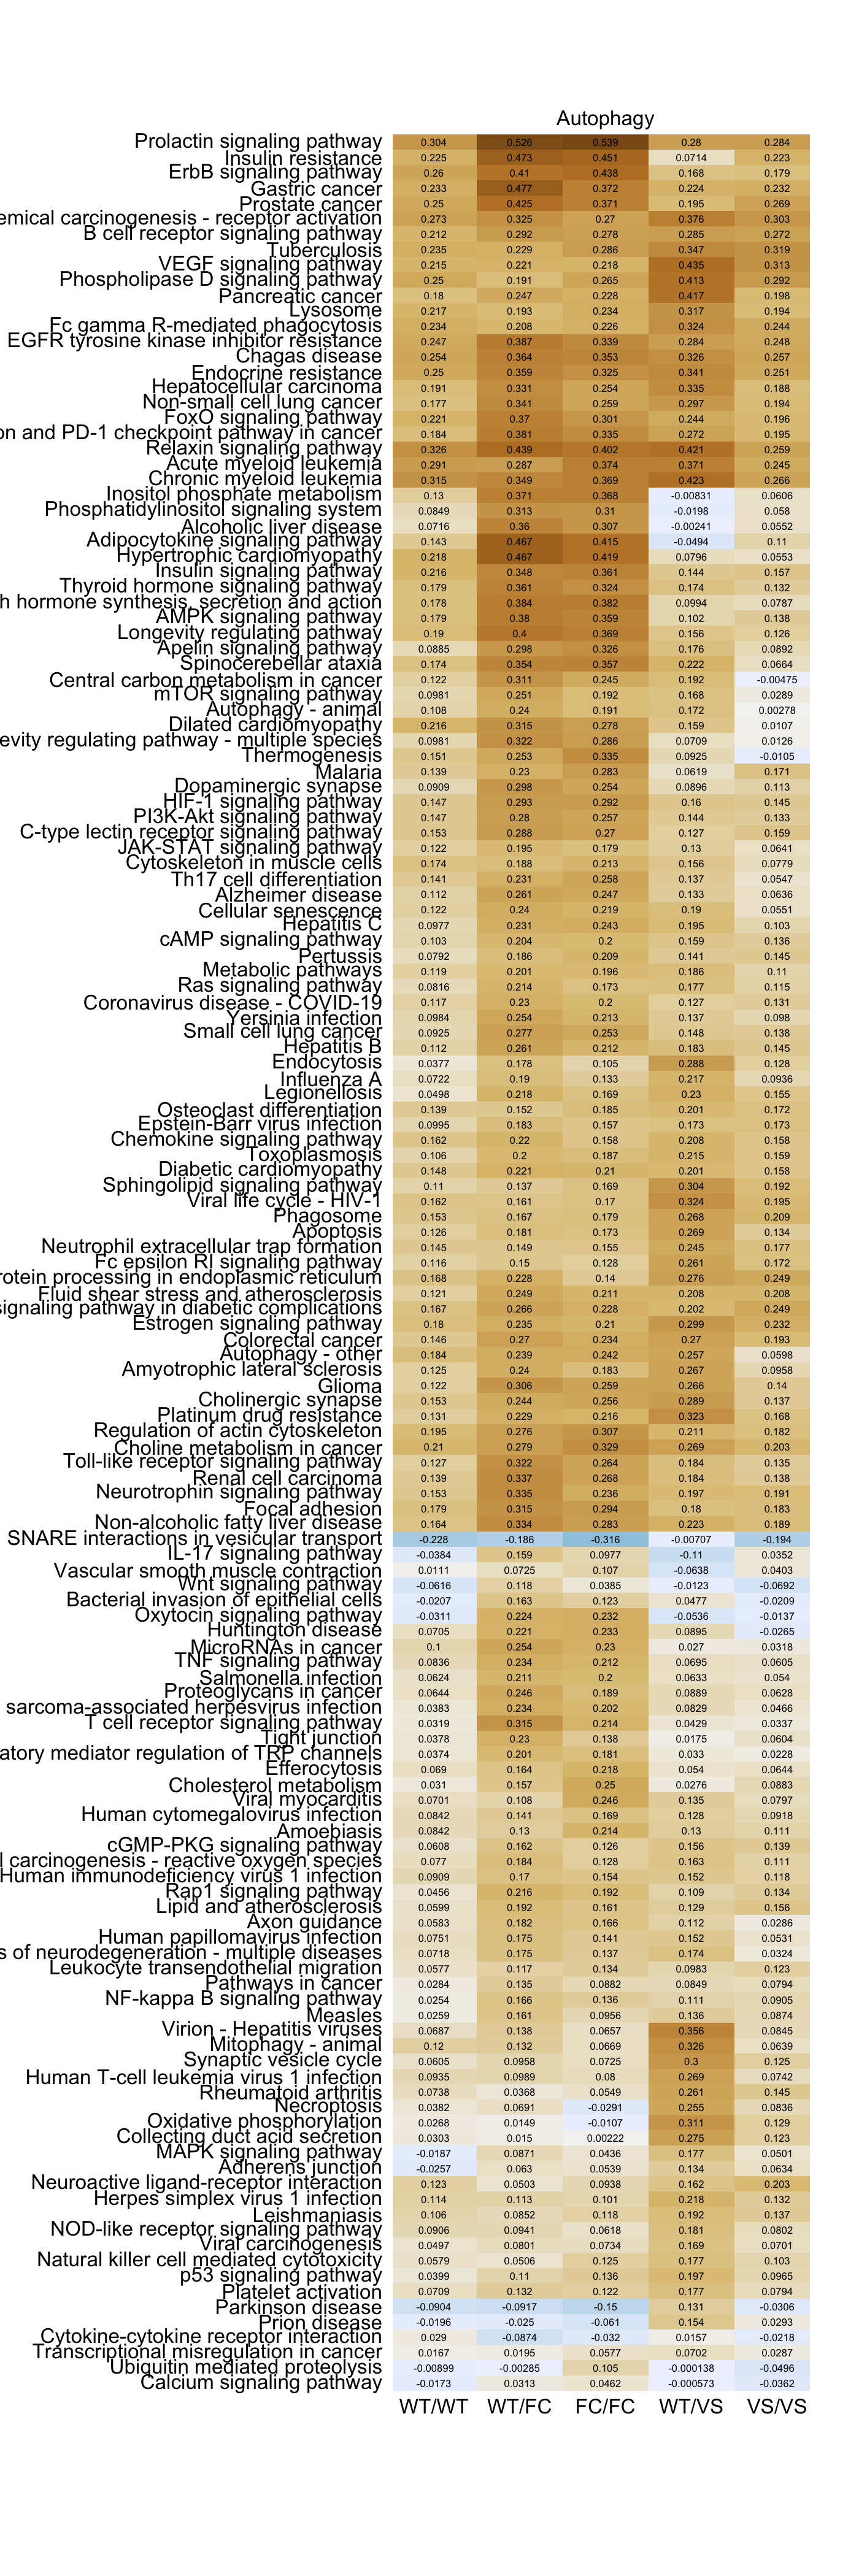 Autophagy
Prolactin signaling pathway 0.304 0.526 0.539 0.28 0.284
Insulin resistance 0.225 0.473 0.451 0.0714 0.223
ErbB signaling pathway 0.26 0.41 0.438 0.168 0.179
Gastric cancer 0.233 0.477 0.372 0.224 0.232
Prostate cancer 0.25 0.425 0.371 0.195 0.269
emical carcinogenesis - receptor activation 0.273 0.325 0.27 0.376 0.303
B cell receptor signaling pathway 0.212 0.292 0.278 0.285 0.272
Tuberculosis 0.235 0.229 0.286 0.347 0.319
VEGF signaling pathway 0.215 0.221 0.218 0.435 0.313
Phospholipase D signaling pathway 0.25 0.191 0.265 0.413 0.292
Pancreatic cancer 0.18 0.247 0.228 0.417 0.198
Lysosome 0.217 0.193 0.234 0.317 0.194
Fc gamma R-mediated phagocytosis 0.234 0.208 0.226 0.324 0.244
EGFR tyrosine kinase inhibitor resistance 0.247 0.387 0.339 0.284 0.248
Chagas disease 0.254 0.364 0.353 0.326 0.257
Endocrine resistance 0.25 0.359 0.325 0.341 0.251
Hepatocellular carcinoma 0.191 0.331 0.254 0.335 0.188
Non-small cell lung cancer 0.177 0.341 0.259 0.297 0.194
FoxO signaling pathway 0.221 0.37 0.301 0.244 0.196
on and PD-1 checkpoint pathway in cancer 0.184 0.381 0.335 0.272 0.195
Relaxin signaling pathway 0.326 0.439 0.402 0.421 0.259
Acute myeloid leukemia 0.291 0.287 0.374 0.371 0.245
Chronic myeloid leukemia 0.315 0.349 0.369 0.423 0.266
Inositol phosphate metabolism 0.13 0.371 0.368 -0.00831 0.0606
Phosphatidylinositol signaling system 0.0849 0.313 0.31 -0.0198 0.058
Alcoholic liver disease 0.0716 0.36 0.307 -0.00241 0.0552
Adipocytokine signaling pathway 0.143 0.467 0.415 -0.0494 0.11
Hypertrophic cardiomyopathy 0.218 0.467 0.419 0.0796 0.0553
Insulin signaling pathway 0.216 0.348 0.361 0.144 0.157
Thyroid hormone signaling pathway 0.179 0.361 0.324 0.174 0.132
h hormone synthesis, secretion and action 0.178 0.384 0.382 0.0994 0.0787
AMPK signaling pathway 0.179 0.38 0.359 0.102 0.138
Longevity regulating pathway 0.19 0.4 0.369 0.156 0.126
Apelin signaling pathway 0.0885 0.298 0.326 0.176 0.0892
Spinocerebellar ataxia 0.174 0.354 0.357 0.222 0.0664
Central carbon metabolism in cancer 0.122 0.311 0.245 0.192 -0.00475
mTOR signaling pathway 0.0981 0.251 0.192 0.168 0.0289
Autophagy - animal 0.108 0.24 0.191 0.172 0.00278
Dilated cardiomyopathy 0.216 0.315 0.278 0.159 0.0107
evity regulating pathway - multiple species 0.0981 0.322 0.286 0.0709 0.0126
Thermogenesis 0.151 0.253 0.335 0.0925 -0.0105
Malaria 0.139 0.23 0.283 0.0619 0.171
Dopaminergic synapse 0.0909 0.298 0.254 0.0896 0.113
HIF-1 signaling pathway 0.147 0.293 0.292 0.16 0.145
PI3K-Akt signaling pathway 0.147 0.28 0.257 0.144 0.133
C-type lectin receptor signaling pathway 0.153 0.288 0.27 0.127 0.159
JAK-STAT signaling pathway 0.122 0.195 0.179 0.13 0.0641
Cytoskeleton in muscle cells 0.174 0.188 0.213 0.156 0.0779
Th17 cell differentiation 0.141 0.231 0.258 0.137 0.0547
Alzheimer disease 0.112 0.261 0.247 0.133 0.0636
Cellular senescence 0.122 0.24 0.219 0.19 0.0551
Hepatitis C 0.0977 0.231 0.243 0.195 0.103
cAMP signaling pathway 0.103 0.204 0.2 0.159 0.136
Pertussis 0.0792 0.186 0.209 0.141 0.145
Metabolic pathways 0.119 0.201 0.196 0.186 0.11
Ras signaling pathway 0.0816 0.214 0.173 0.177 0.115
Coronavirus disease - COVID-19 0.117 0.23 0.2 0.127 0.131
Yersinia infection 0.0984 0.254 0.213 0.137 0.098
Small cell lung cancer 0.0925 0.277 0.253 0.148 0.138
Hepatitis B 0.112 0.261 0.212 0.183 0.145
Endocytosis 0.0377 0.178 0.105 0.288 0.128
Influenza A 0.0722 0.19 0.133 0.217 0.0936
Legionellosis 0.0498 0.218 0.169 0.23 0.155
Osteoclast differentiation 0.139 0.152 0.185 0.201 0.172
Epstein-Barr virus infection 0.0995 0.183 0.157 0.173 0.173
Chemokine signaling pathway 0.162 0.22 0.158 0.208 0.158
Toxoplasmosis 0.106 0.2 0.187 0.215 0.159
Diabetic cardiomyopathy 0.148 0.221 0.21 0.201 0.158
Sphingolipid signaling pathway 0.11 0.137 0.169 0.304 0.192
Viral life cycle - HIV-1 0.162 0.161 0.17 0.324 0.195
Phagosome 0.153 0.167 0.179 0.268 0.209
Apoptosis 0.126 0.181 0.173 0.269 0.134
Neutrophil extracellular trap formation 0.145 0.149 0.155 0.245 0.177
Fc epsilon RI signaling pathway 0.116 0.15 0.128 0.261 0.172
rotein processing in endoplasmic reticulum 0.168 0.228 0.14 0.276 0.249
Fluid shear stress and atherosclerosis 0.121 0.249 0.211 0.208 0.208
signaling pathway in diabetic complications 0.167 0.266 0.228 0.202 0.249
Estrogen signaling pathway 0.18 0.235 0.21 0.299 0.232
Colorectal cancer 0.146 0.27 0.234 0.27 0.193
Autophagy - other 0.184 0.239 0.242 0.257 0.0598
Amyotrophic lateral sclerosis 0.125 0.24 0.183 0.267 0.0958
Glioma 0.122 0.306 0.259 0.266 0.14
Cholinergic synapse 0.153 0.244 0.256 0.289 0.137
Platinum drug resistance 0.131 0.229 0.216 0.323 0.168
Regulation of actin cytoskeleton 0.195 0.276 0.307 0.211 0.182
Choline metabolism in cancer 0.21 0.279 0.329 0.269 0.203
Toll-like receptor signaling pathway 0.127 0.322 0.264 0.184 0.135
Renal cell carcinoma 0.139 0.337 0.268 0.184 0.138
Neurotrophin signaling pathway 0.153 0.335 0.236 0.197 0.191
Focal adhesion 0.179 0.315 0.294 0.18 0.183
Non-alcoholic fatty liver disease 0.164 0.334 0.283 0.223 0.189
SNARE interactions in vesicular transport -0.228 -0.186 -0.316 -0.00707 -0.194
IL-17 signaling pathway -0.0384 0.159 0.0977 -0.11 0.0352
Vascular smooth muscle contraction 0.0111 0.0725 0.107 -0.0638 0.0403
Wnt signaling pathway -0.0616 0.118 0.0385 -0.0123 -0.0692
Bacterial invasion of epithelial cells -0.0207 0.163 0.123 0.0477 -0.0209
Oxytocin signaling pathway -0.0311 0.224 0.232 -0.0536 -0.0137
Huntington disease 0.0705 0.221 0.233 0.0895 -0.0265
MicroRNAs in cancer 0.1 0.254 0.23 0.027 0.0318
TNF signaling pathway 0.0836 0.234 0.212 0.0695 0.0605
Salmonella infection 0.0624 0.211 0.2 0.0633 0.054
Proteoglycans in cancer 0.0644 0.246 0.189 0.0889 0.0628
sarcoma-associated herpesvirus infection 0.0383 0.234 0.202 0.0829 0.0466
T cell receptor signaling pathway 0.0319 0.315 0.214 0.0429 0.0337
Tight junction 0.0378 0.23 0.138 0.0175 0.0604
atory mediator regulation of TRP channels 0.0374 0.201 0.181 0.033 0.0228
Efferocytosis 0.069 0.164 0.218 0.054 0.0644
Cholesterol metabolism 0.031 0.157 0.25 0.0276 0.0883
Viral myocarditis 0.0701 0.108 0.246 0.135 0.0797
Human cytomegalovirus infection 0.0842 0.141 0.169 0.128 0.0918
Amoebiasis 0.0842 0.13 0.214 0.13 0.111
cGMP-PKG signaling pathway 0.0608 0.162 0.126 0.156 0.139
l carcinogenesis - reactive oxygen species 0.077 0.184 0.128 0.163 0.111
Human immunodeficiency virus 1 infection 0.0909 0.17 0.154 0.152 0.118
Rap1 signaling pathway 0.0456 0.216 0.192 0.109 0.134
Lipid and atherosclerosis 0.0599 0.192 0.161 0.129 0.156
Axon guidance 0.0583 0.182 0.166 0.112 0.0286
Human papillomavirus infection 0.0751 0.175 0.141 0.152 0.0531
s of neurodegeneration - multiple diseases 0.0718 0.175 0.137 0.174 0.0324
Leukocyte transendothelial migration 0.0577 0.117 0.134 0.0983 0.123
Pathways in cancer 0.0284 0.135 0.0882 0.0849 0.0794
NF-kappa B signaling pathway 0.0254 0.166 0.136 0.111 0.0905
Measles 0.0259 0.161 0.0956 0.136 0.0874
Virion - Hepatitis viruses 0.0687 0.138 0.0657 0.356 0.0845
Mitophagy - animal 0.12 0.132 0.0669 0.326 0.0639
Synaptic vesicle cycle 0.0605 0.0958 0.0725 0.3 0.125
Human T-cell leukemia virus 1 infection 0.0935 0.0989 0.08 0.269 0.0742
Rheumatoid arthritis 0.0738 0.0368 0.0549 0.261 0.145
Necroptosis 0.0382 0.0691 -0.0291 0.255 0.0836
Oxidative phosphorylation 0.0268 0.0149 -0.0107 0.311 0.129
Collecting duct acid secretion 0.0303 0.015 0.00222 0.275 0.123
MAPK signaling pathway -0.0187 0.0871 0.0436 0.177 0.0501
Adherens junction -0.0257 0.063 0.0539 0.134 0.0634
Neuroactive ligand-receptor interaction 0.123 0.0503 0.0938 0.162 0.203
Herpes simplex virus 1 infection 0.114 0.113 0.101 0.218 0.132
Leishmaniasis 0.106 0.0852 0.118 0.192 0.137
NOD-like receptor signaling pathway 0.0906 0.0941 0.0618 0.181 0.0802
Viral carcinogenesis 0.0497 0.0801 0.0734 0.169 0.0701
Natural killer cell mediated cytotoxicity 0.0579 0.0506 0.125 0.177 0.103
p53 signaling pathway 0.0399 0.11 0.136 0.197 0.0965
Platelet activation 0.0709 0.132 0.122 0.177 0.0794
Parkinson disease -0.0904 -0.0917 -0.15 0.131 -0.0306
Prion disease -0.0196 -0.025 -0.061 0.154 0.0293
Cytokine-cytokine receptor interaction 0.029 -0.0874 -0.032 0.0157 -0.0218
Transcriptional misregulation in cancer 0.0167 0.0195 0.0577 0.0702 0.0287
Ubiquitin mediated proteolysis -0.00899 -0.00285 0.105 -0.000138 -0.0496
Calcium signaling pathway -0.0173 0.0313 0.0462 -0.000573 -0.0362
WT/WT WT/FC FC/FC WT/VS VS/VS